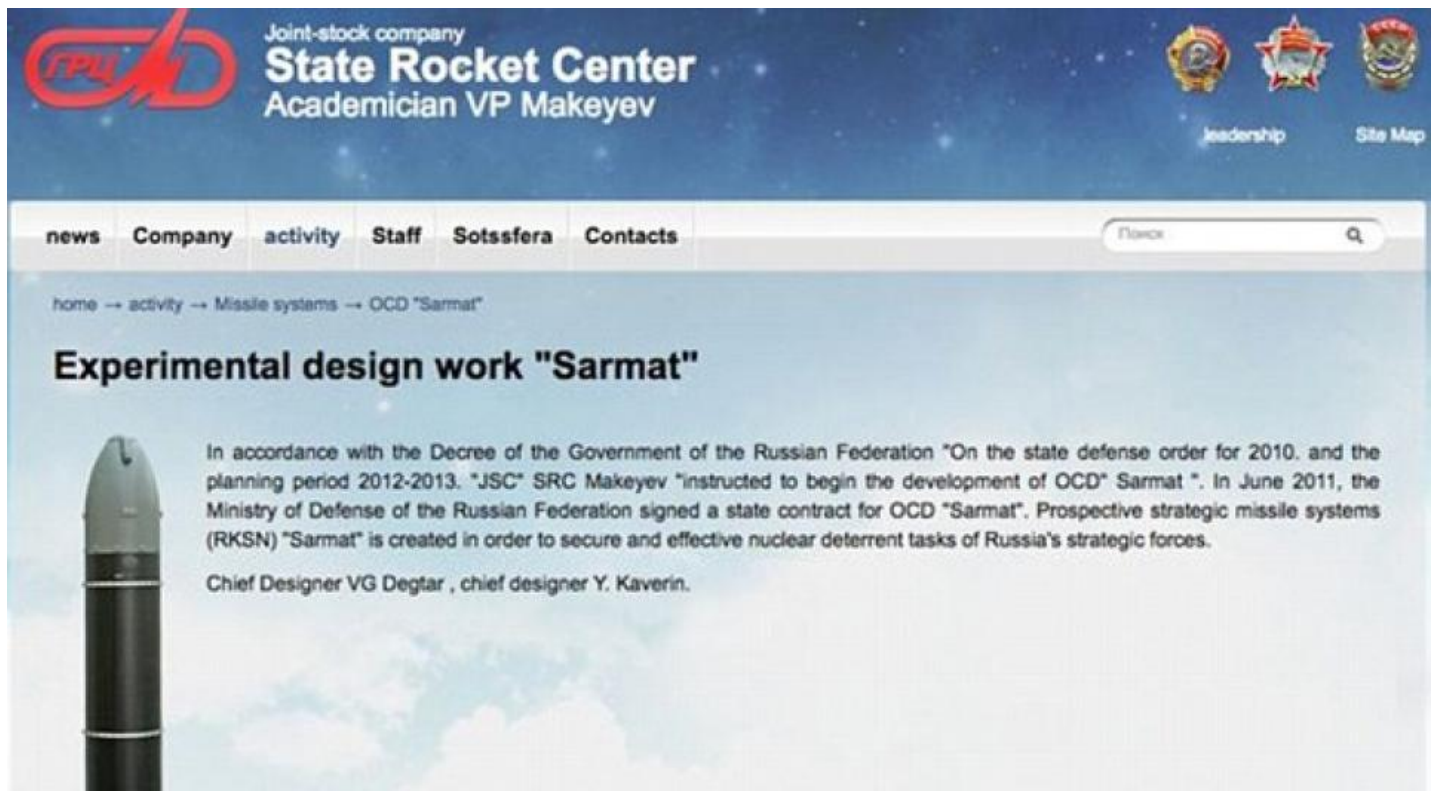 ГРЦ
Joint-stock company
State Rocket Center
Academician VP Makeyev
leadership
Site Map
news Company activity Staff Sotssfera Contacts
Поиск
home → activity → Missile systems → OCD "Sarmat"
Experimental design work "Sarmat"
In accordance with the Decree of the Government of the Russian Federation "On the state defense order for 2010. and the
planning period 2012-2013. "JSC" SRC Makeyev "instructed to begin the development of OCD" Sarmat ". In June 2011, the
Ministry of Defense of the Russian Federation signed a state contract for OCD "Sarmat". Prospective strategic missile systems
(RKSN) "Sarmat" is created in order to secure and effective nuclear deterrent tasks of Russia's strategic forces.
Chief Designer VG Degtar , chief designer Y. Kaverin.